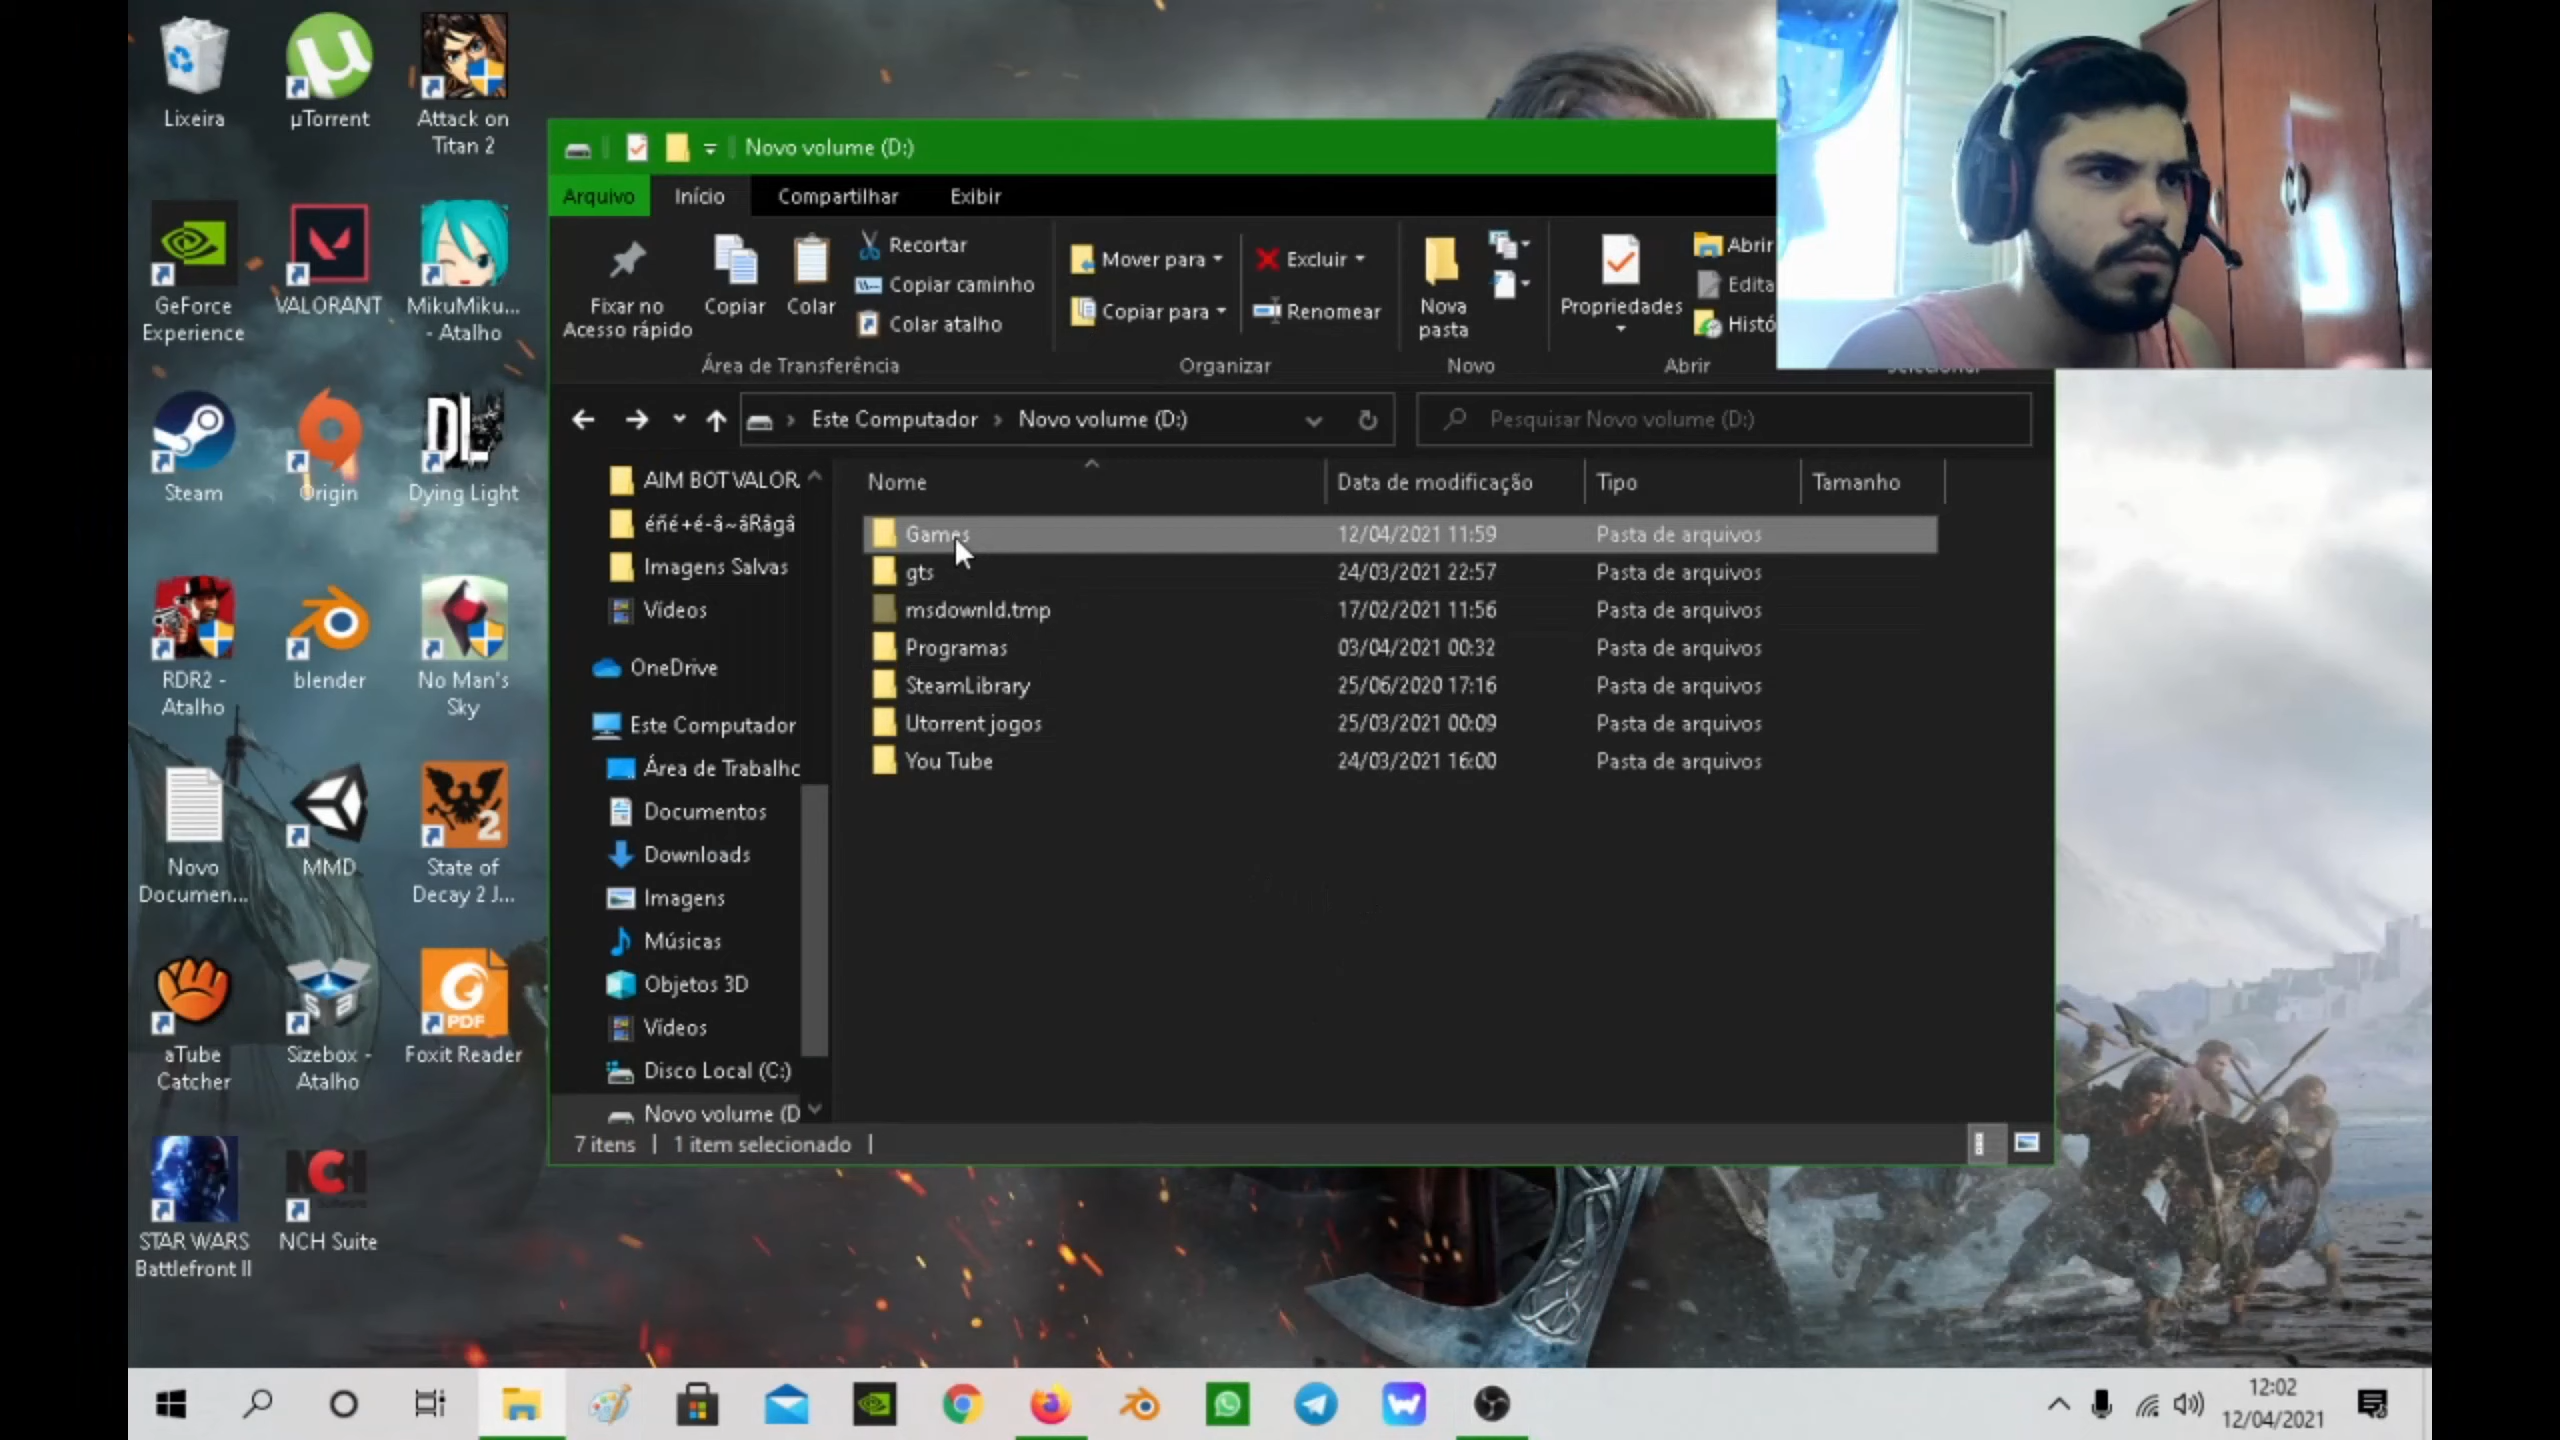 Lixeira
µTorrent
Attack on
Titan 2
GeForce
Experience
VALORANT
MikuMiku...
- Atalho
Steam
Origin
Dying Light
RDR2 -
Atalho
blender
No Man's
Sky
Novo
Documen...
MMD
State of
Decay 2 J...
aTube
Catcher
Sizebox -
Atalho
PDF
Foxit Reader
STAR WARS
Battlefront II
NCH
NCH Suite
Novo volume (D:)
Arquivo
Início
Compartilhar
Exibir
Fixar no
Acesso rápido
Copiar
Colar
Recortar
Copiar caminho
Colar atalho
Área de Transferência
Mover para
Copiar para
Excluir
Renomear
Organizar
Nova
pasta
Novo
Propriedades
Abrir
Edita
Histó
Abrir
Este Computador > Novo volume (D:)
Pesquisar Novo volume (D:)
AIM BOT VALOR
éñé+é-â~âRâgâ
Imagens Salvas
Vídeos
OneDrive
Este Computador
Área de Trabalho
Documentos
Downloads
Imagens
Músicas
Objetos 3D
Vídeos
Disco Local (C:)
Novo volume (D
Nome Data de modificação Tipo Tamanho
Games 12/04/2021 11:59 Pasta de arquivos
gts 24/03/2021 22:57 Pasta de arquivos
msdownld.tmp 17/02/2021 11:56 Pasta de arquivos
Programas 03/04/2021 00:32 Pasta de arquivos
SteamLibrary 25/06/2020 17:16 Pasta de arquivos
Utorrent jogos 25/03/2021 00:09 Pasta de arquivos
You Tube 24/03/2021 16:00 Pasta de arquivos
7 itens | 1 item selecionado |
12:02
12/04/2021